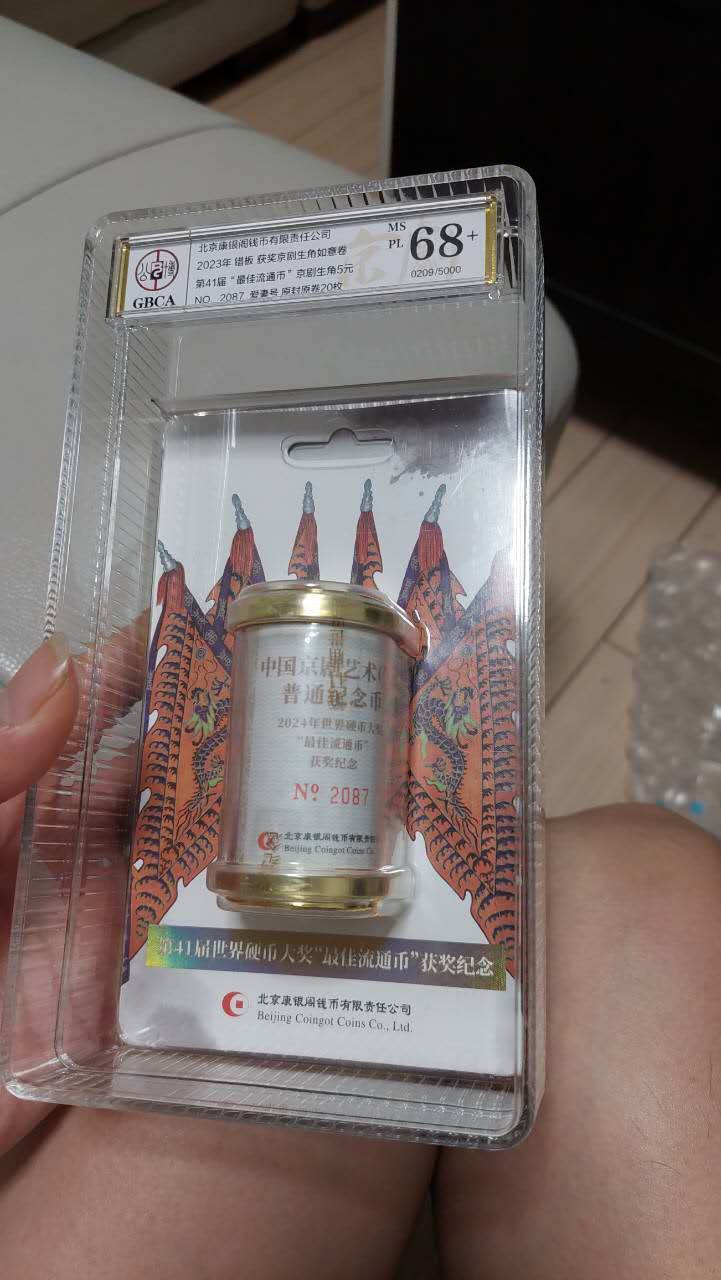 北京康银阁钱币有限责任公司
2023年 错版 获奖京剧生角如意卷
第41届“最佳流通币”京剧生角5元
NO. 2087 爱妻号 原封原卷20枚
GBCA
MS
PL
68+
0209/5000
中国京剧艺术(
普通纪念币
2024年世界硬币大奖
“最佳流通币”
获奖纪念
No. 2087
北京康银阁钱币有限责任
Beijing Coingot Coins Co.
第41届世界硬币大奖“最佳流通币”获奖纪念
北京康银阁钱币有限责任公司
Beijing Coingot Coins Co., Ltd.